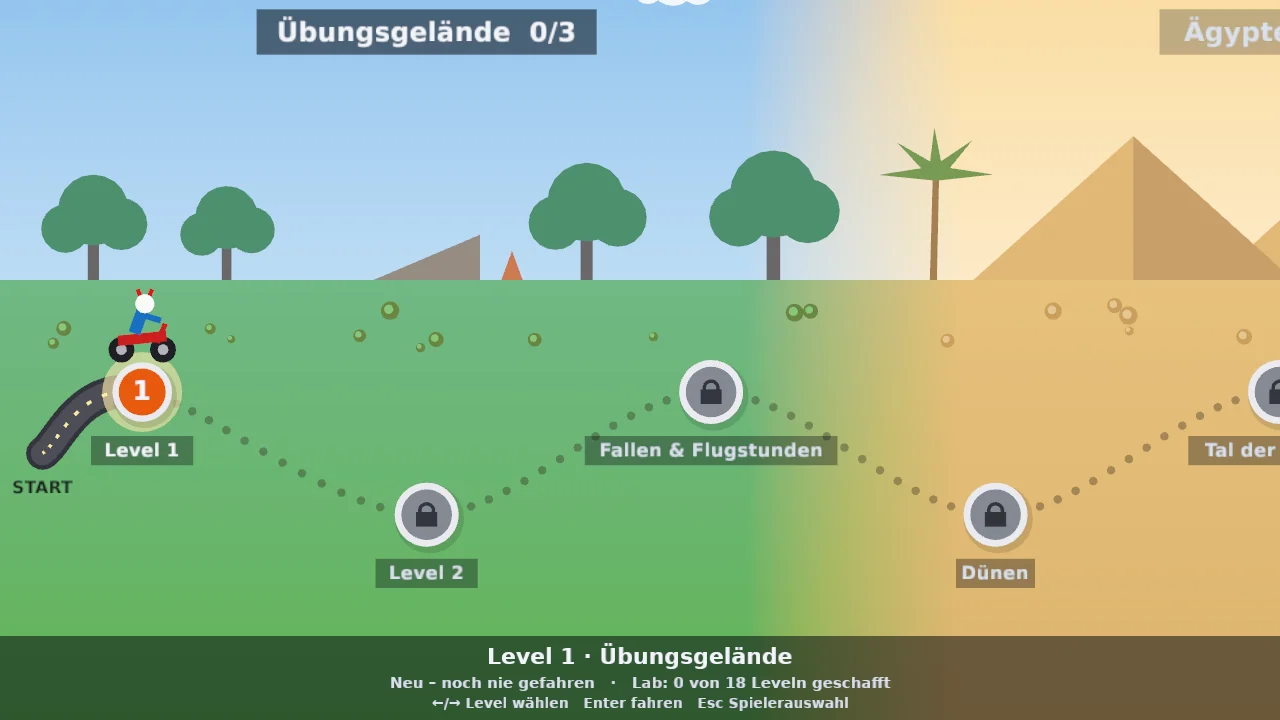 Übungsgelände 0/3
Ägypte
1
Level 1
Fallen & Flugstunden
Tal der
START
Level 2
Dünen
Level 1 · Übungsgelände
Neu – noch nie gefahren · Lab: 0 von 18 Leveln geschafft
←/→ Level wählen Enter fahren Esc Spielerauswahl